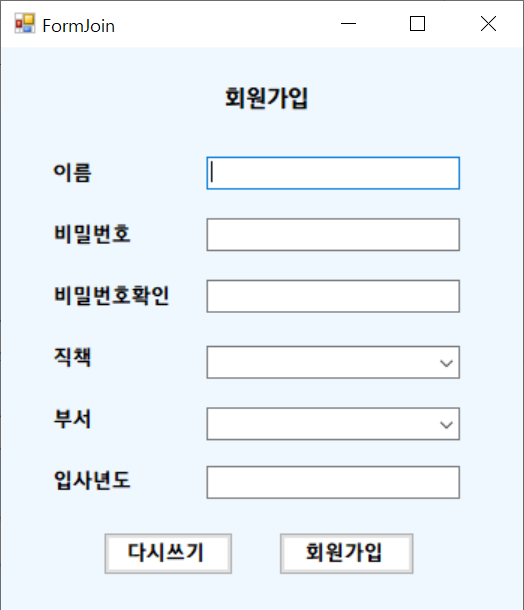 FormJoin
회원가입
이름
비밀번호
비밀번호확인
직책
부서
입사년도
다시쓰기 회원가입